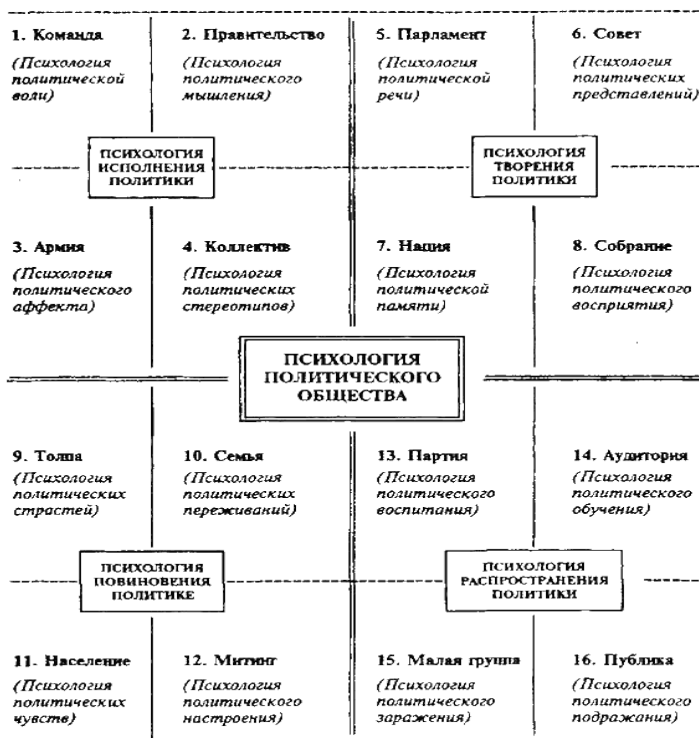 1. Команда
(Психология
политической
воли)
2. Правительство
(Психология
политического
мышления)
5. Парламент
(Психология
политической
речи)
6. Совет
(Психология
политических
представлений)
ПСИХОЛОГИЯ
ИСПОЛНЕНИЯ
ПОЛИТИКИ
ПСИХОЛОГИЯ
ТВОРЕНИЯ
ПОЛИТИКИ
3. Армия
(Психология
политического
аффекта)
4. Коллектив
(Психология
политических
стереотипов)
7. Нация
(Психология
политической
памяти)
8. Собрание
(Психология
политического
восприятия)
ПСИХОЛОГИЯ
ПОЛИТИЧЕСКОГО
ОБЩЕСТВА
9. Толпа
(Психология
политических
страстей)
10. Семья
(Психология
политических
переживаний)
13. Партия
(Психология
политического
воспитания)
14. Аудитория
(Психология
политического
обучения)
ПСИХОЛОГИЯ
ПОВИНОВЕНИЯ
ПОЛИТИКЕ
ПСИХОЛОГИЯ
РАСПРОСТРАНЕНИЯ
ПОЛИТИКИ
11. Население
(Психология
политических
чувств)
12. Митинг
(Психология
политического
настроения)
15. Малая группа
(Психология
политического
заражения)
16. Публика
(Психология
политического
подражания)